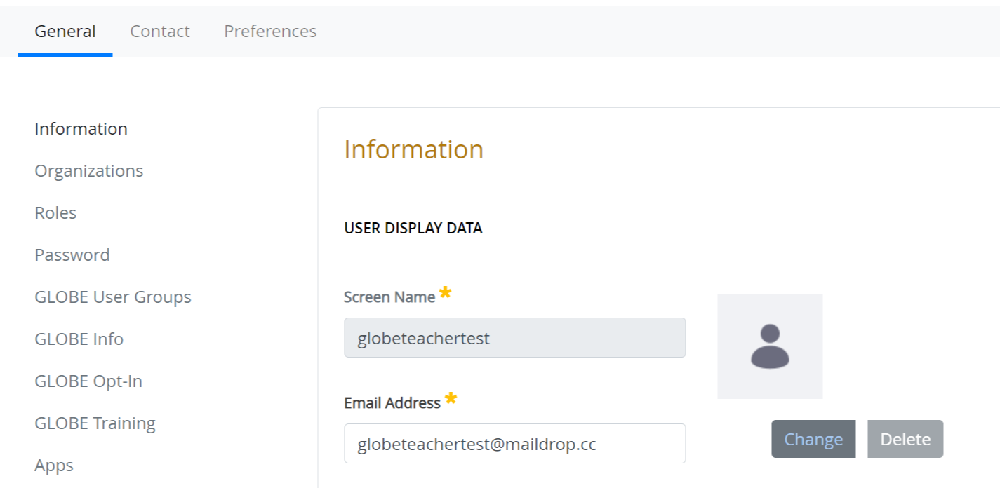 General Contact Preferences
Information
Organizations
Roles
Password
GLOBE User Groups
GLOBE Info
GLOBE Opt-In
GLOBE Training
Apps
Information
USER DISPLAY DATA
Screen Name *
globeteachertest
Email Address *
globeteachertest@maildrop.cc
Change Delete